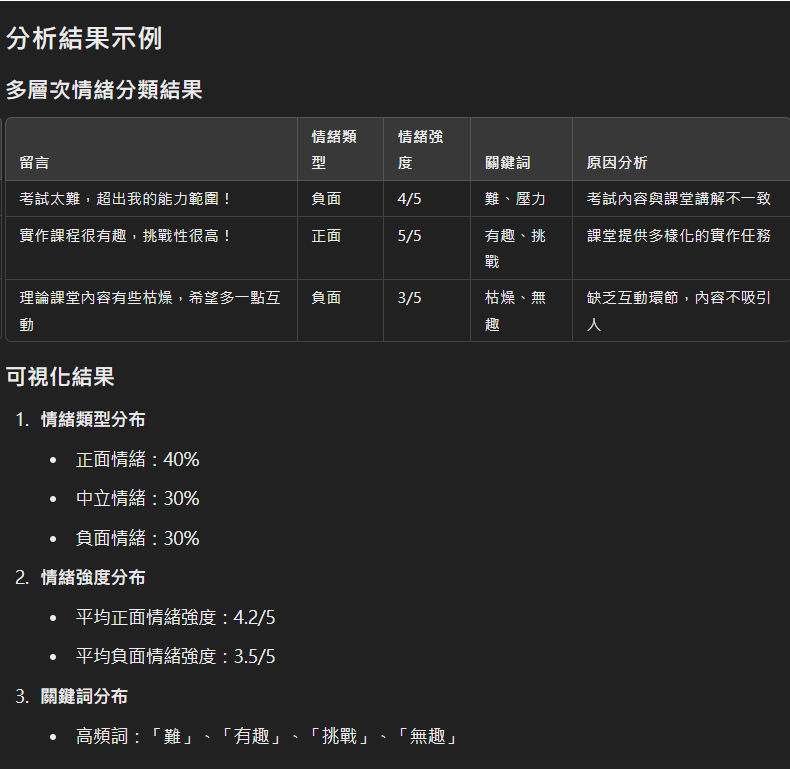 分析結果示例
多層次情緒分類結果
留言 情緒類型 情緒強度 關鍵詞 原因分析
考試太難，超出我的能力範圍！ 負面 4/5 難、壓力 考試內容與課堂講解不一致
實作課程很有趣，挑戰性很高！ 正面 5/5 有趣、挑戰 課堂提供多樣化的實作任務
理論課堂內容有些枯燥，希望多一點互動 負面 3/5 枯燥、無趣 缺乏互動環節，內容不吸引人
可視化結果
1. 情緒類型分布
• 正面情緒：40%
• 中立情緒：30%
• 負面情緒：30%
2. 情緒強度分布
• 平均正面情緒強度：4.2/5
• 平均負面情緒強度：3.5/5
3. 關鍵詞分布
• 高頻詞：「難」、「有趣」、「挑戰」、「無趣」